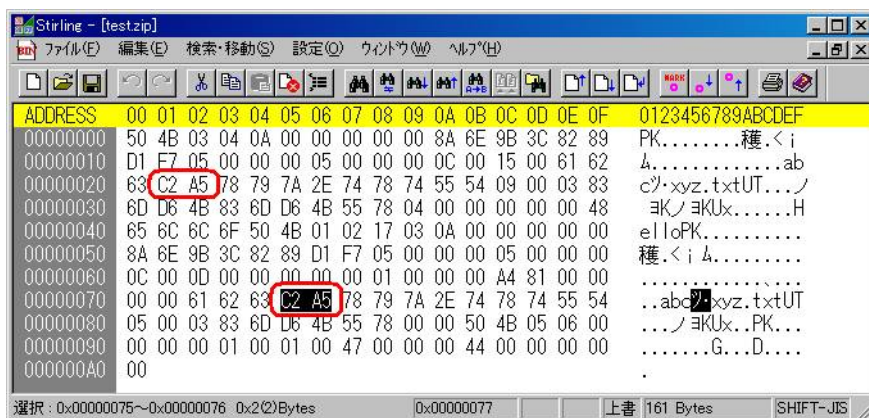 Stirling - [test.zip]
ファイル(F) 編集(E) 検索・移動(S) 設定(O) ウィンドウ(W) ヘルプ(H)
ADDRESS 00 01 02 03 04 05 06 07 08 09 0A 0B 0C 0D 0E 0F 0123456789ABCDEF
00000000 50 4B 03 04 0A 00 00 00 00 00 8A 6E 9B 3C 82 89 PK........穫.<i
00000010 D1 F7 05 00 00 00 05 00 00 00 0C 00 15 00 61 62 ム.............ab
00000020 63 C2 A5 78 79 7A 2E 74 78 74 55 54 09 00 03 83 cツ・xyz.txtUT...ノ
00000030 6D D6 4B 83 6D D6 4B 55 78 04 00 00 00 00 00 48 ヨKノヨKUx......H
00000040 65 6C 6C 6F 50 4B 01 02 17 03 0A 00 00 00 00 00 elloPK..........
00000050 8A 6E 9B 3C 82 89 D1 F7 05 00 00 00 05 00 00 00 穫.<iム.........
00000060 0C 00 0D 00 00 00 00 00 01 00 00 00 A4 81 00 00 ............、...
00000070 00 00 61 62 63 C2 A5 78 79 7A 2E 74 78 74 55 54 ..abcツ・xyz.txtUT
00000080 05 00 03 83 6D D6 4B 55 78 00 00 50 4B 05 06 00 ...ノヨKUx..PK...
00000090 00 00 00 01 00 01 00 47 00 00 00 44 00 00 00 00 .......G...D....
000000A0 00 .
選択 : 0x00000075～0x00000076 0x2(2)Bytes 0x00000077 上書 161 Bytes SHIFT-JIS